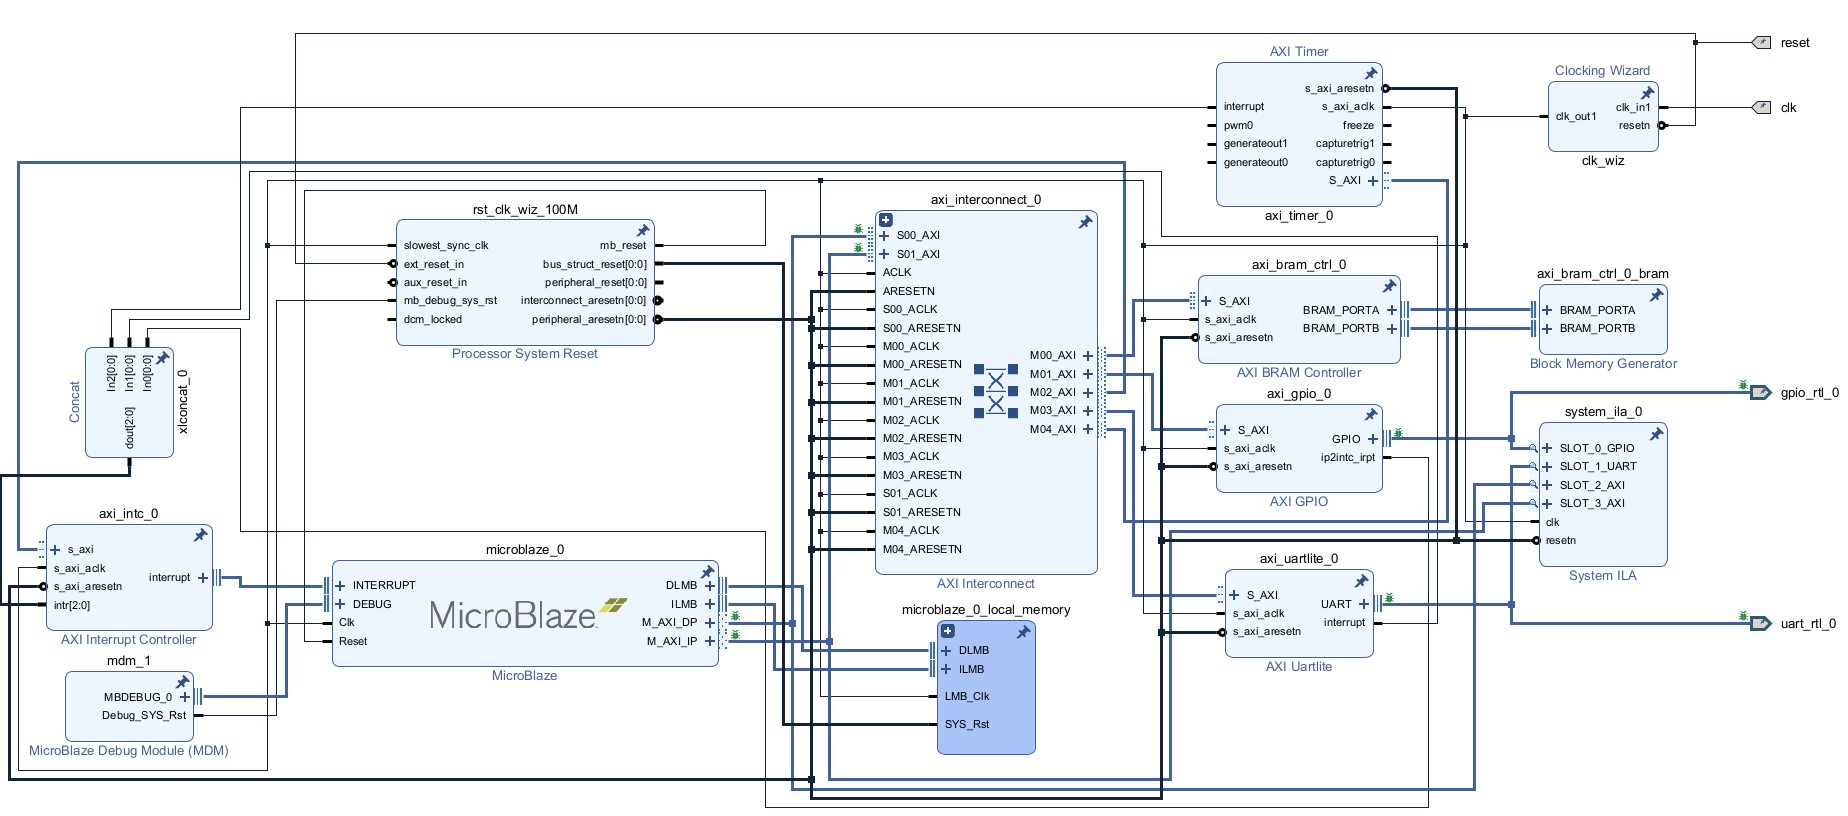 reset
clk
AXI Timer
s_axi_aresetn
interrupt
s_axi_aclk
pwm0
freeze
generateout1
capturetrig1
generateout0
capturetrig0
S_AXI
axi_timer_0
Clocking Wizard
clk_in1
clk_out1
resetn
clk_wiz
rst_clk_wiz_100M
slowest_sync_clk
mb_reset
ext_reset_in
bus_struct_reset[0:0]
aux_reset_in
peripheral_reset[0:0]
mb_debug_sys_rst
interconnect_aresetn[0:0]
dcm_locked
peripheral_aresetn[0:0]
Processor System Reset
Concat
In2[0:0]
In1[0:0]
In0[0:0]
dout[2:0]
xlconcat_0
axi_interconnect_0
S00_AXI
S01_AXI
ACLK
ARESETN
S00_ACLK
S00_ARESETN
M00_ACLK
M00_ARESETN
M01_ACLK
M01_ARESETN
M02_ACLK
M02_ARESETN
M03_ACLK
M03_ARESETN
S01_ACLK
S01_ARESETN
M04_ACLK
M04_ARESETN
M00_AXI
M01_AXI
M02_AXI
M03_AXI
M04_AXI
AXI Interconnect
axi_bram_ctrl_0
S_AXI
BRAM_PORTA
s_axi_aclk
BRAM_PORTB
s_axi_aresetn
AXI BRAM Controller
axi_bram_ctrl_0_bram
BRAM_PORTA
BRAM_PORTB
Block Memory Generator
axi_gpio_0
S_AXI
GPIO
s_axi_aclk
ip2intc_irpt
s_axi_aresetn
AXI GPIO
gpio_rtl_0
system_ila_0
SLOT_0_GPIO
SLOT_1_UART
SLOT_2_AXI
SLOT_3_AXI
clk
resetn
System ILA
axi_intc_0
s_axi
s_axi_aclk
interrupt
s_axi_aresetn
intr[2:0]
AXI Interrupt Controller
microblaze_0
INTERRUPT
DLMB
DEBUG
ILMB
MicroBlaze
Clk
M_AXI_DP
Reset
M_AXI_IP
MicroBlaze
microblaze_0_local_memory
DLMB
ILMB
LMB_Clk
SYS_Rst
axi_uartlite_0
S_AXI
UART
s_axi_aclk
interrupt
s_axi_aresetn
AXI Uartlite
uart_rtl_0
mdm_1
MBDEBUG_0
Debug_SYS_Rst
MicroBlaze Debug Module (MDM)